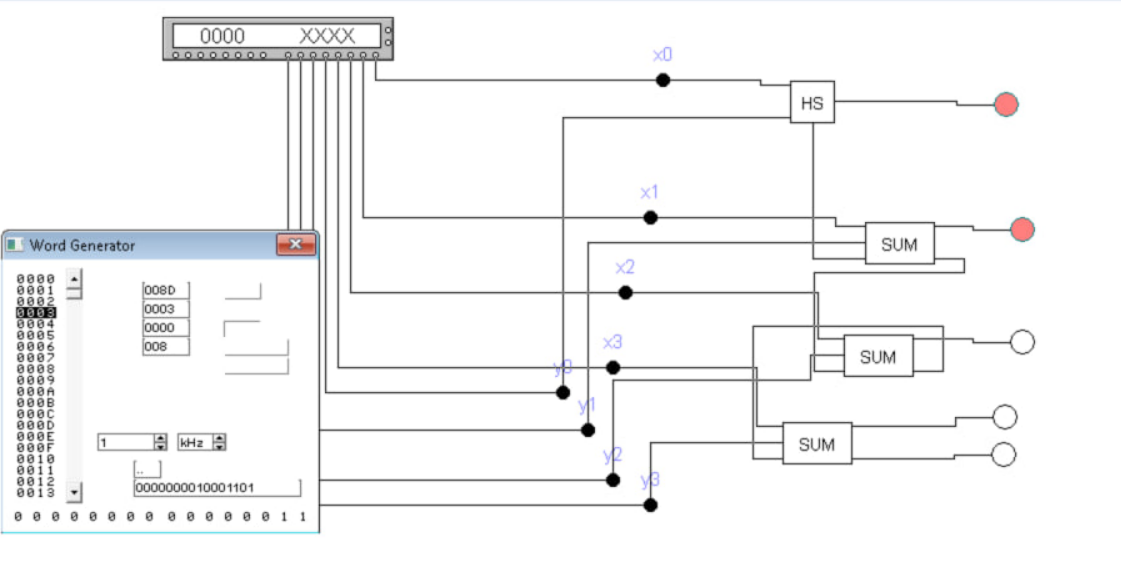 0000 XXXX
x0
HS
x1
SUM
x2
SUM
x3
y0
y1
SUM
y2
y3
Word Generator
0000
0001
0002
0003
0004
0005
0006
0007
0008
0009
000A
000B
000C
000D
000E
000F
0010
0011
0012
0013
008D
0003
0000
008
1 kHz
..
0000000010001101
0 0 0 0 0 0 0 0 0 0 0 0 0 0 1 1